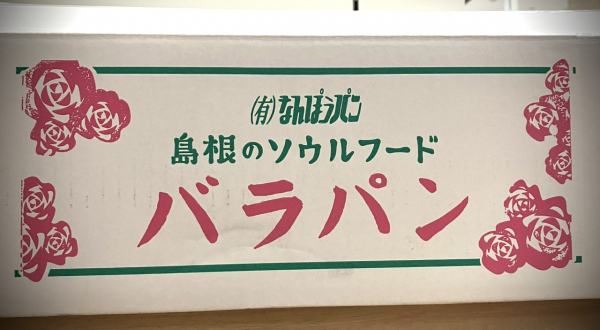 (有)なんぽうパン
島根のソウルフード
バラパン